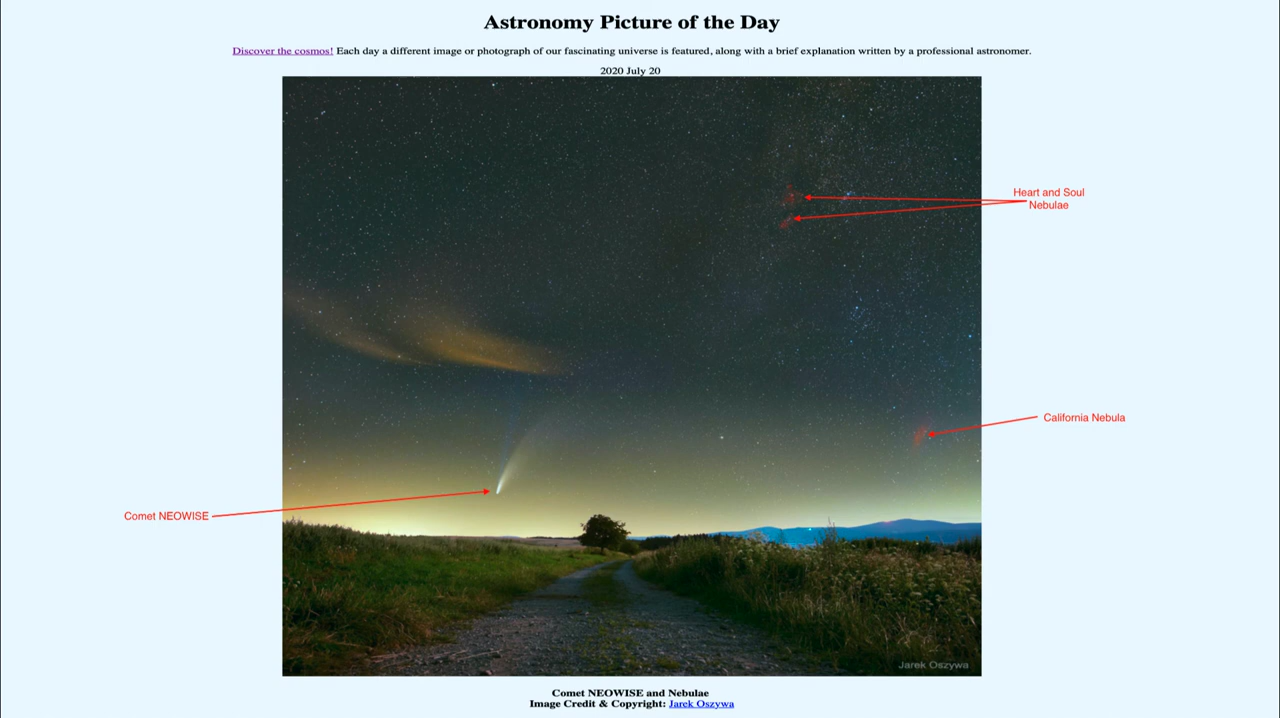 Astronomy Picture of the Day
Discover the cosmos! Each day a different image or photograph of our fascinating universe is featured, along with a brief explanation written by a professional astronomer.
2020 July 20
Heart and Soul
Nebulae
California Nebula
Comet NEOWISE
Jarek Oszywa
Comet NEOWISE and Nebulae
Image Credit & Copyright: Jarek Oszywa